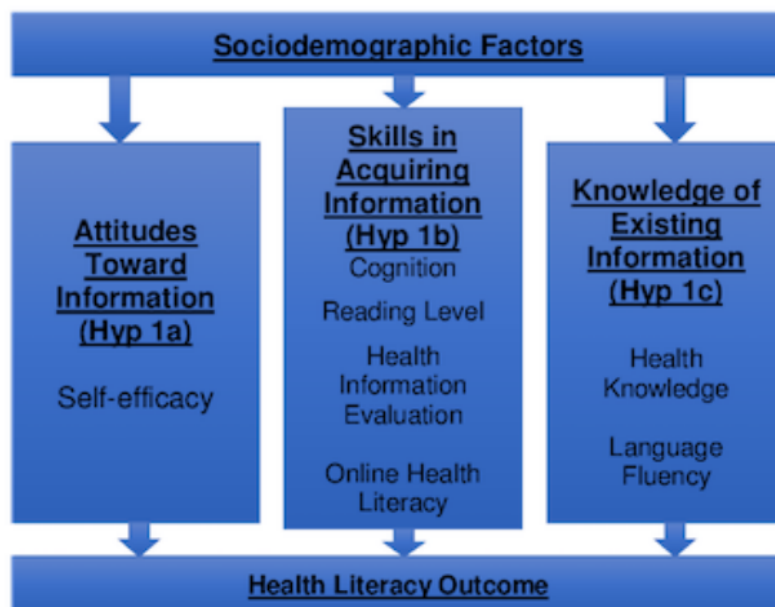 Sociodemographic Factors
Attitudes
Toward
Information
(Hyp 1a)
Self-efficacy
Skills in
Acquiring
Information
(Hyp 1b)
Cognition
Reading Level
Health
Information
Evaluation
Online Health
Literacy
Knowledge of
Existing
Information
(Hyp 1c)
Health
Knowledge
Language
Fluency
Health Literacy Outcome